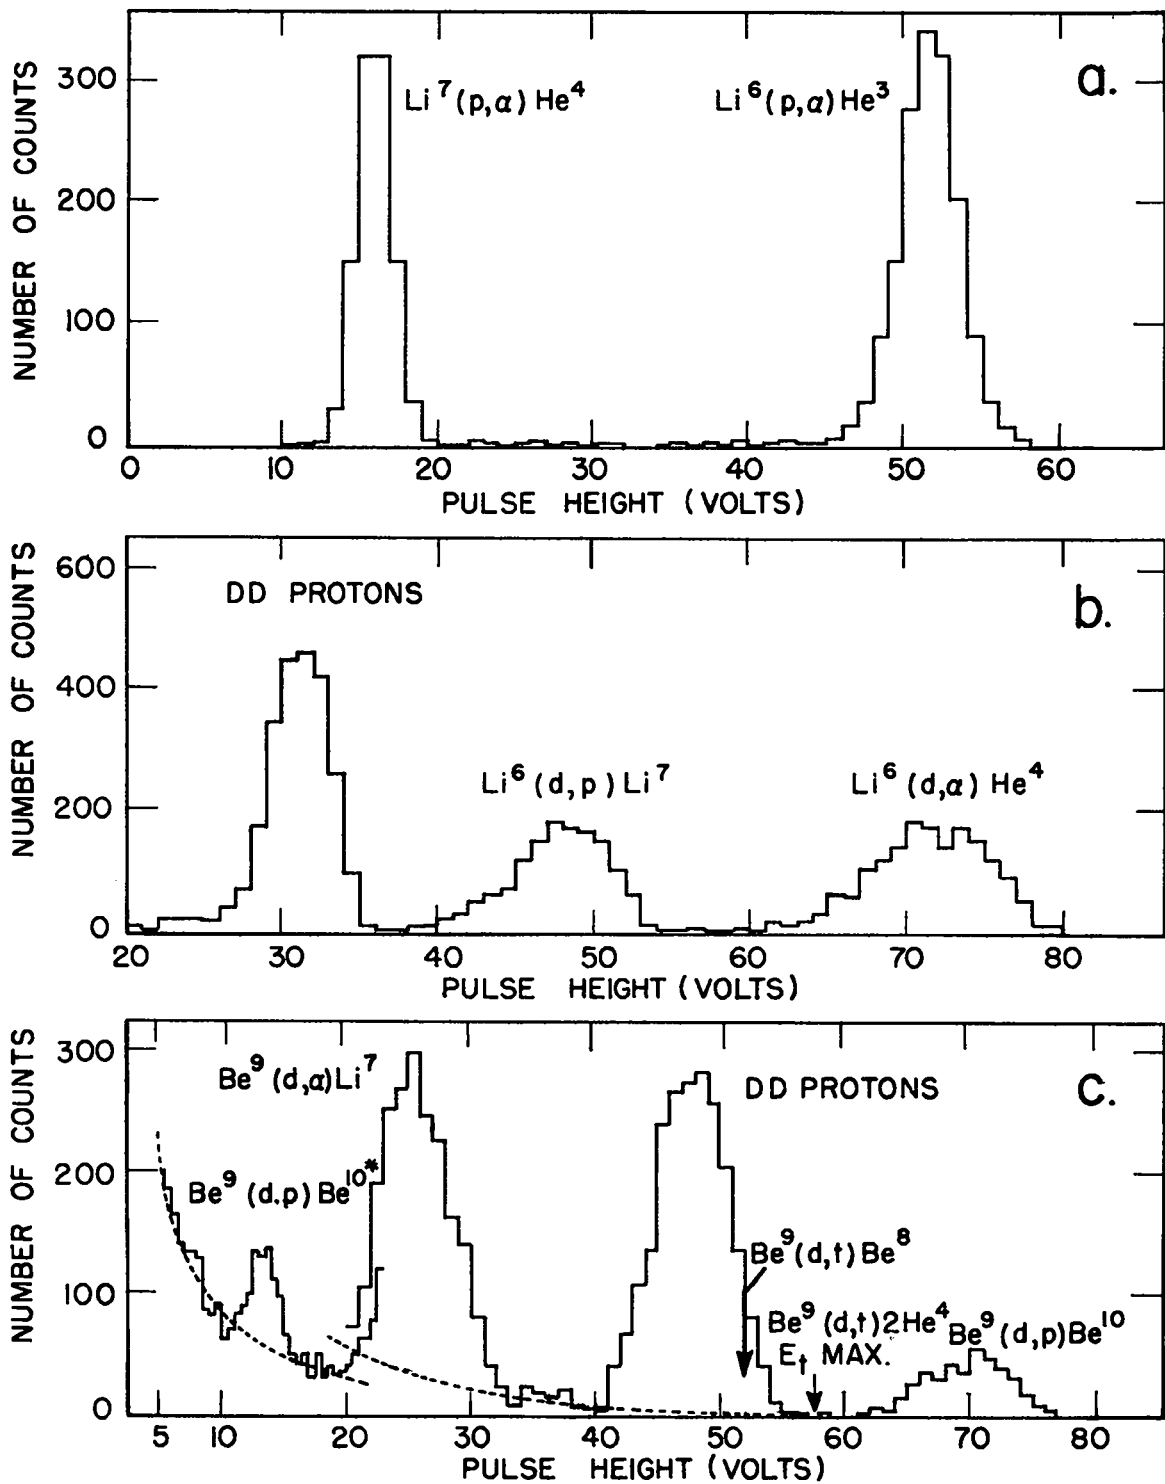 NUMBER OF COUNTS
300
200
100
0
Li⁷(p,α)He⁴
Li⁶(p,α)He³
a.
0 10 20 30 40 50 60
PULSE HEIGHT (VOLTS)
NUMBER OF COUNTS
600
400
200
0
DD PROTONS
b.
Li⁶(d,p)Li⁷
Li⁶(d,α)He⁴
20 30 40 50 60 70 80
PULSE HEIGHT (VOLTS)
NUMBER OF COUNTS
300
200
100
0
Be⁹(d,α)Li⁷
DD PROTONS
c.
Be⁹(d.p)Be¹⁰*
Be⁹(d,t)Be⁸
Be⁹(d,t)2He⁴
Eₜ MAX.
Be⁹(d,p)Be¹⁰
5 10 20 30 40 50 60 70 80
PULSE HEIGHT (VOLTS)